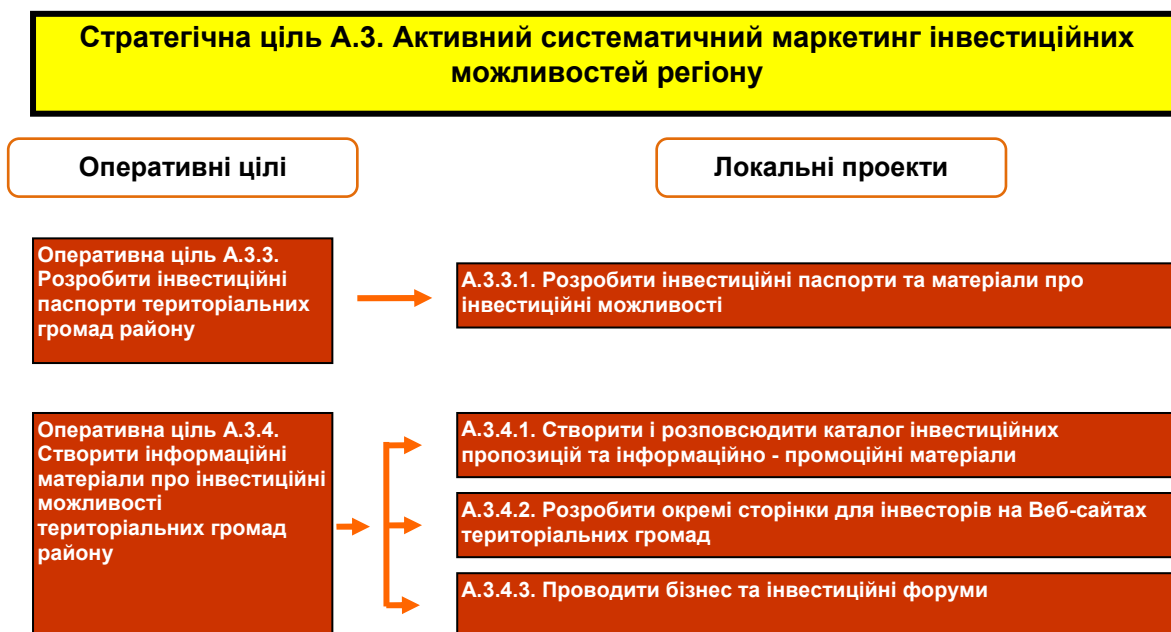 Стратегічна ціль А.3. Активний систематичний маркетинг інвестиційних
можливостей регіону
Оперативні цілі
Локальні проекти
Оперативна ціль А.3.3.
Розробити інвестиційні
паспорти територіальних
громад району
А.3.3.1. Розробити інвестиційні паспорти та матеріали про
інвестиційні можливості
Оперативна ціль А.3.4.
Створити інформаційні
матеріали про інвестиційні
можливості
територіальних громад
району
А.3.4.1. Створити і розповсюдити каталог інвестиційних
пропозицій та інформаційно - промоційні матеріали
А.3.4.2. Розробити окремі сторінки для інвесторів на Веб-сайтах
територіальних громад
А.3.4.3. Проводити бізнес та інвестиційні форуми